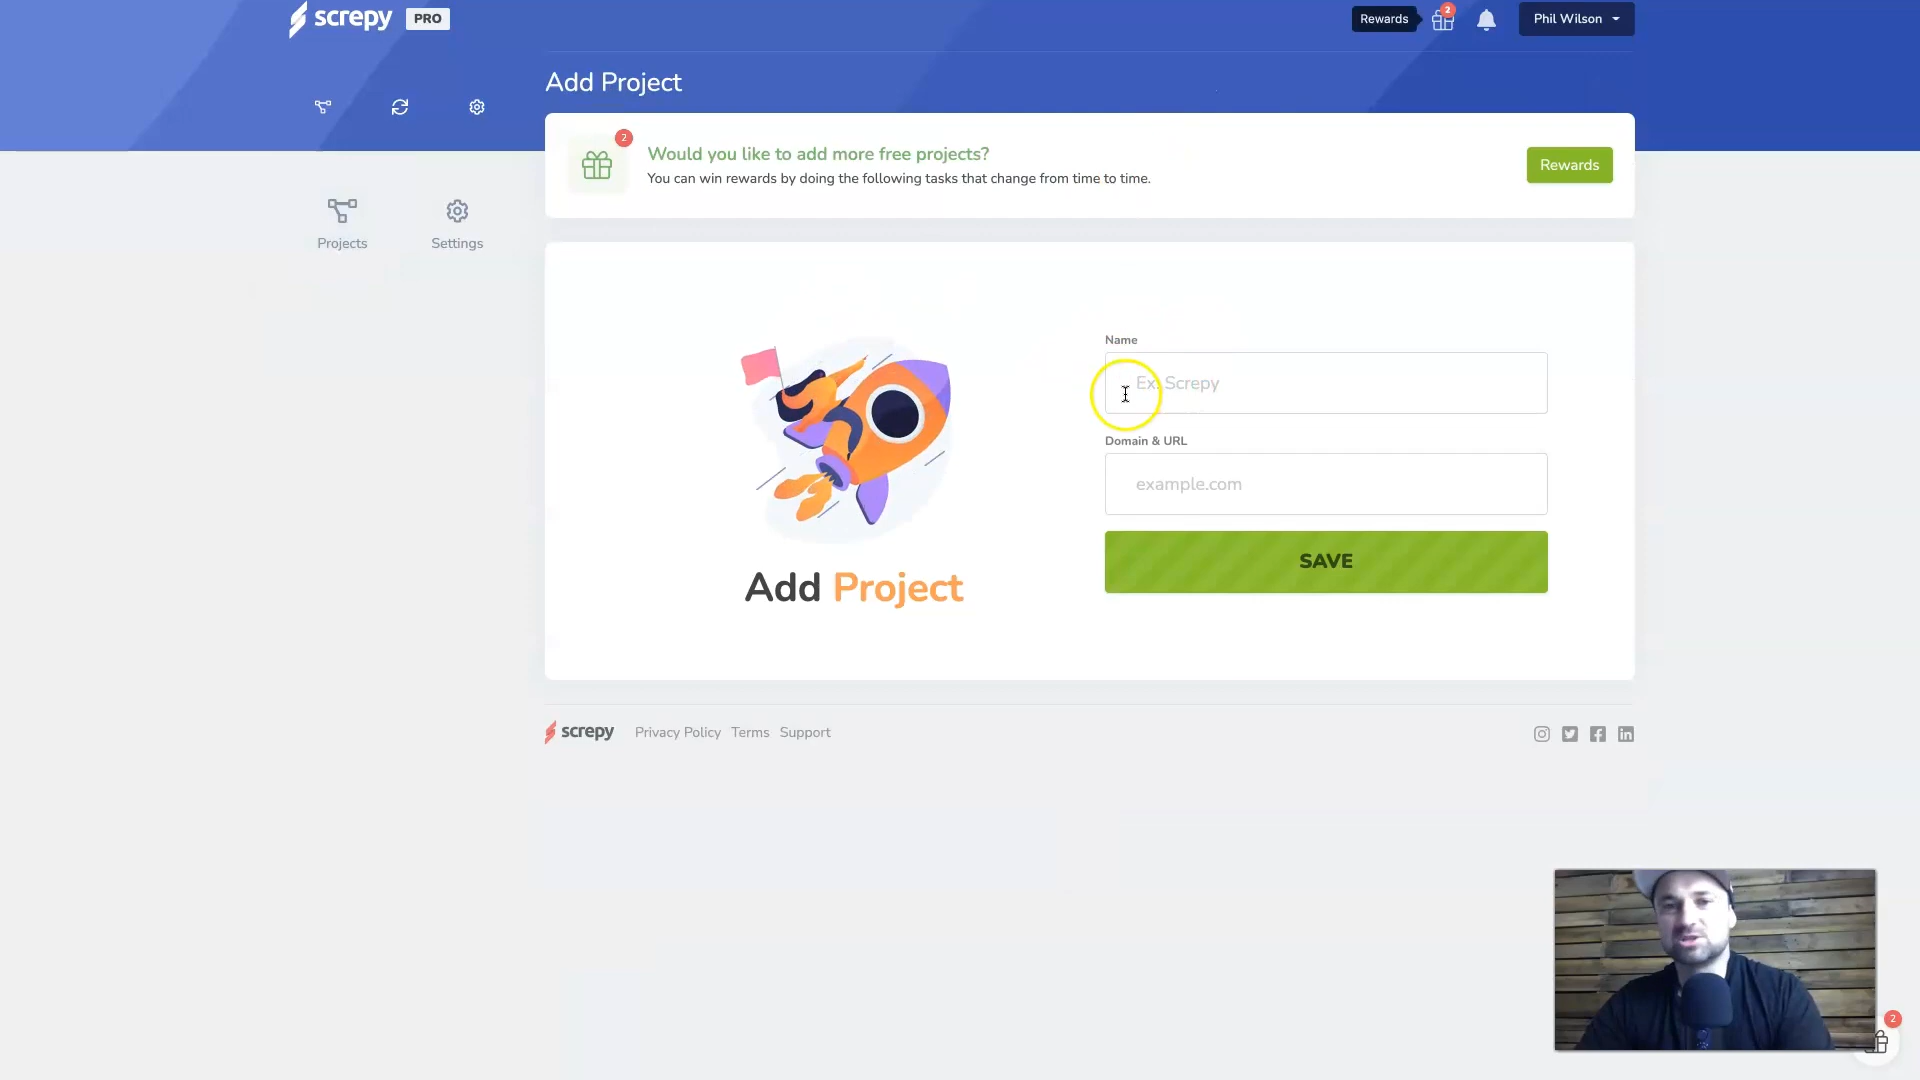 screpy PRO
Rewards
2
Phil Wilson
Add Project
2
Would you like to add more free projects?
You can win rewards by doing the following tasks that change from time to time.
Rewards
Projects
Settings
Name
Ex: Screpy
Domain & URL
example.com
SAVE
Add Project
screpy Privacy Policy Terms Support
2